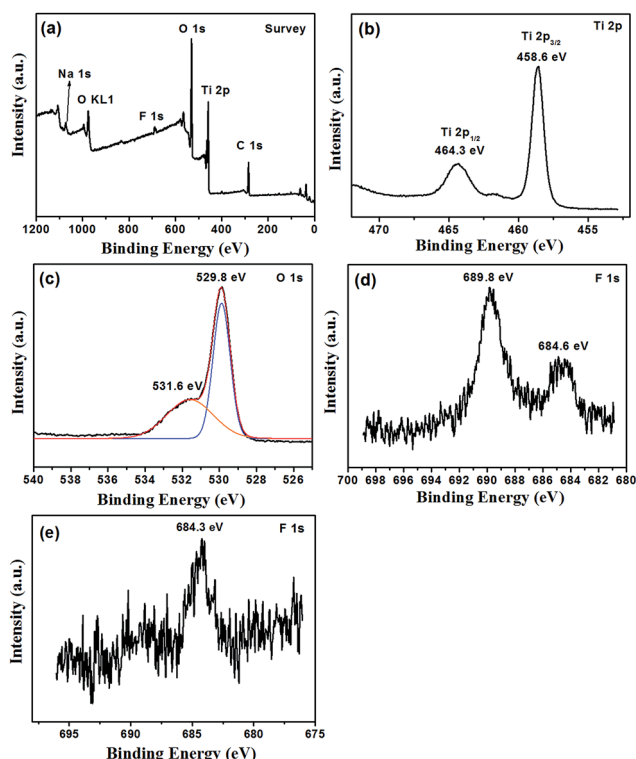 (a)
Survey
O 1s
Na 1s
O KL1
F 1s
Ti 2p
C 1s
Intensity (a.u.)
1200 1000 800 600 400 200 0
Binding Energy (eV)
(b)
Ti 2p
Ti 2p3/2
458.6 eV
Ti 2p1/2
464.3 eV
Intensity (a.u.)
470 465 460 455
Binding Energy (eV)
(c)
529.8 eV
O 1s
531.6 eV
Intensity (a.u.)
540 538 536 534 532 530 528 526
Binding Energy (eV)
(d)
F 1s
689.8 eV
684.6 eV
Intensity (a.u.)
700 698 696 694 692 690 688 686 684 682 680
Binding Energy (eV)
(e)
684.3 eV
F 1s
Intensity (a.u.)
695 690 685 680 675
Binding Energy (eV)